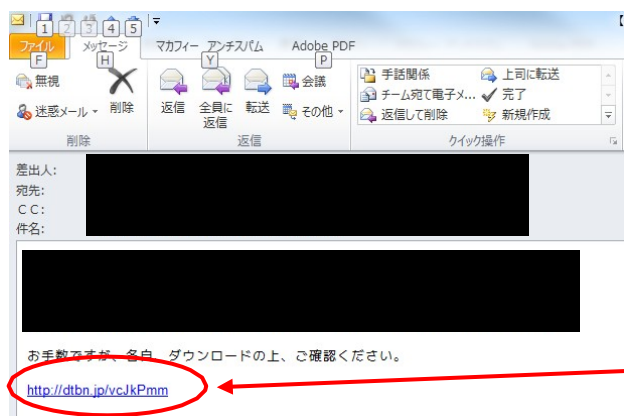 1 2 3 4 5
ファイル メッセージ マカフィー アンチスパム Adobe PDF
F H Y P
無視 削除 返信 全員に返信 転送 会議 手話関係 上司に転送
迷惑メール その他 チーム宛て電子メ... 完了
返信して削除 新規作成
削除 返信 クイック操作
差出人:
宛先:
CC:
件名:
お手数ですが、各自、ダウンロードの上、ご確認ください。
http://dtbn.jp/vcJkPmm